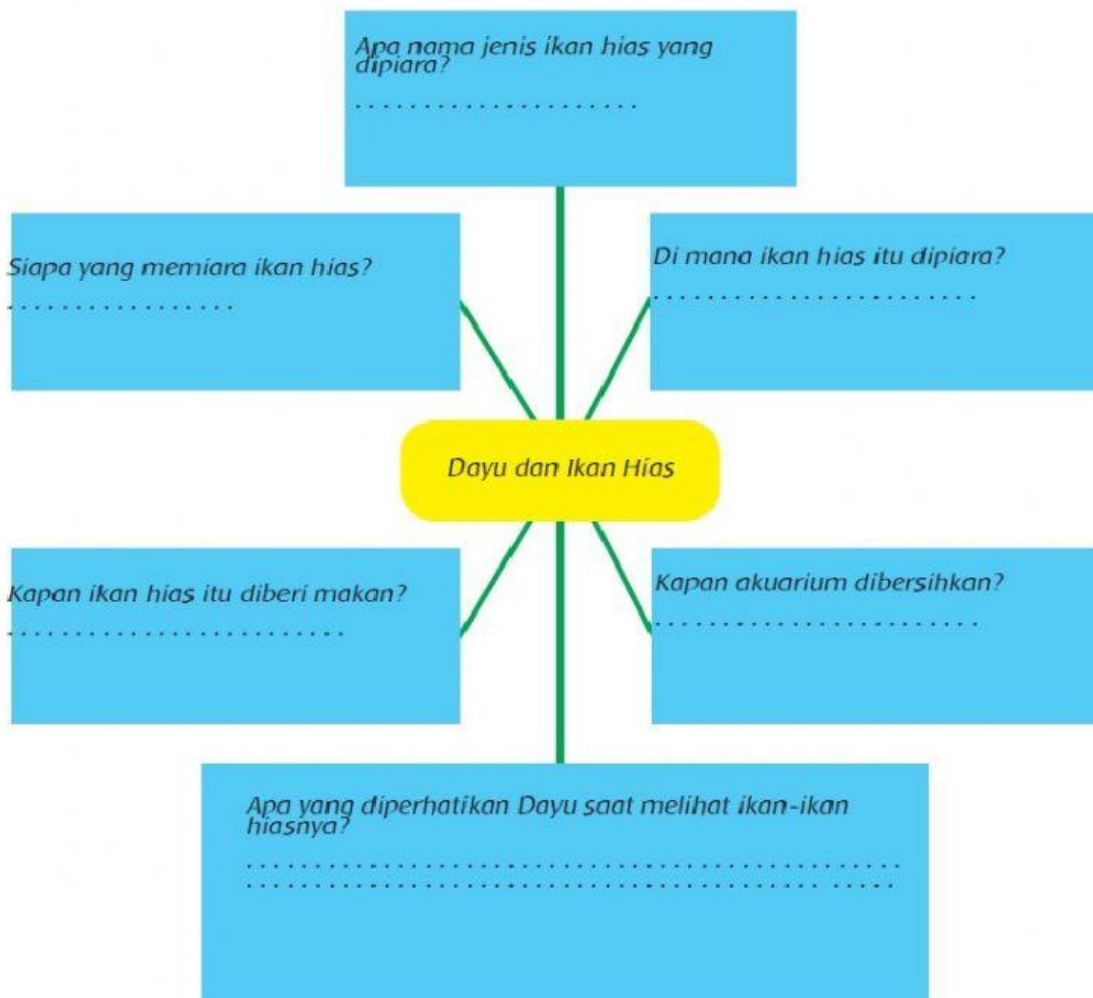 Apa nama jenis ikan hias yang
dipiara?
. . . . . . . . . . . . . . . . . . . . .
Siapa yang memiara ikan hias?
. . . . . . . . . . . . . . . . .
Di mana ikan hias itu dipiara?
. . . . . . . . . . . . . . . . . . . . . . . .
Dayu dan Ikan Hias
Kapan ikan hias itu diberi makan?
. . . . . . . . . . . . . . . . . . . . . . . . .
Kapan akuarium dibersihkan?
. . . . . . . . . . . . . . . . . . . . . . . .
Apa yang diperhatikan Dayu saat melihat ikan-ikan
hiasnya?
. . . . . . . . . . . . . . . . . . . . . . . . . . . . . . . . . . . . . . . . . . . . . . . .
. . . . . . . . . . . . . . . . . . . . . . . . . . . . . . . . . . . . . . . . . . . . . . .